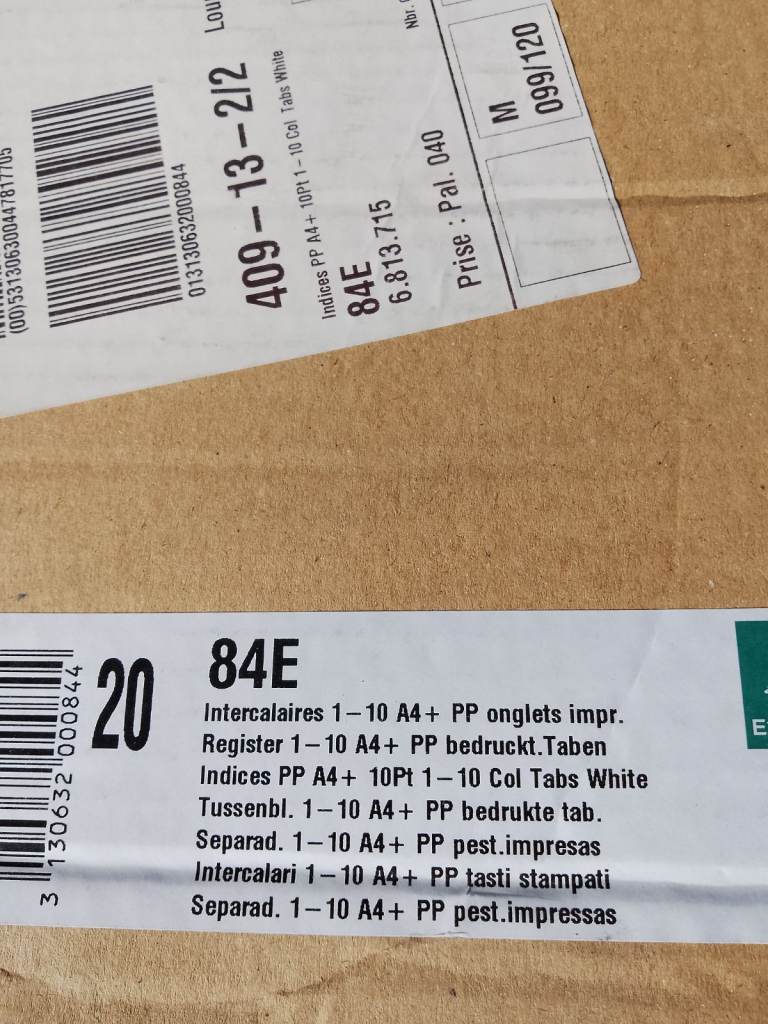 (00)531306300447817705
013130632000844
409-13-2/2
Indices PP A4+ 10Pt 1-10 Col Tabs White
84E
6.813.715
Prise : Pal. 040
Nbr.
M
099/120
3 130632 000844
20
84E
Intercalaires 1-10 A4+ PP onglets impr.
Register 1-10 A4+ PP bedruckt.Taben
Indices PP A4+ 10Pt 1-10 Col Tabs White
Tussenbl. 1-10 A4+ PP bedrukte tab.
Separad. 1-10 A4+ PP pest.impresas
Intercalari 1-10 A4+ PP tasti stampati
Separad. 1-10 A4+ PP pest.impressas